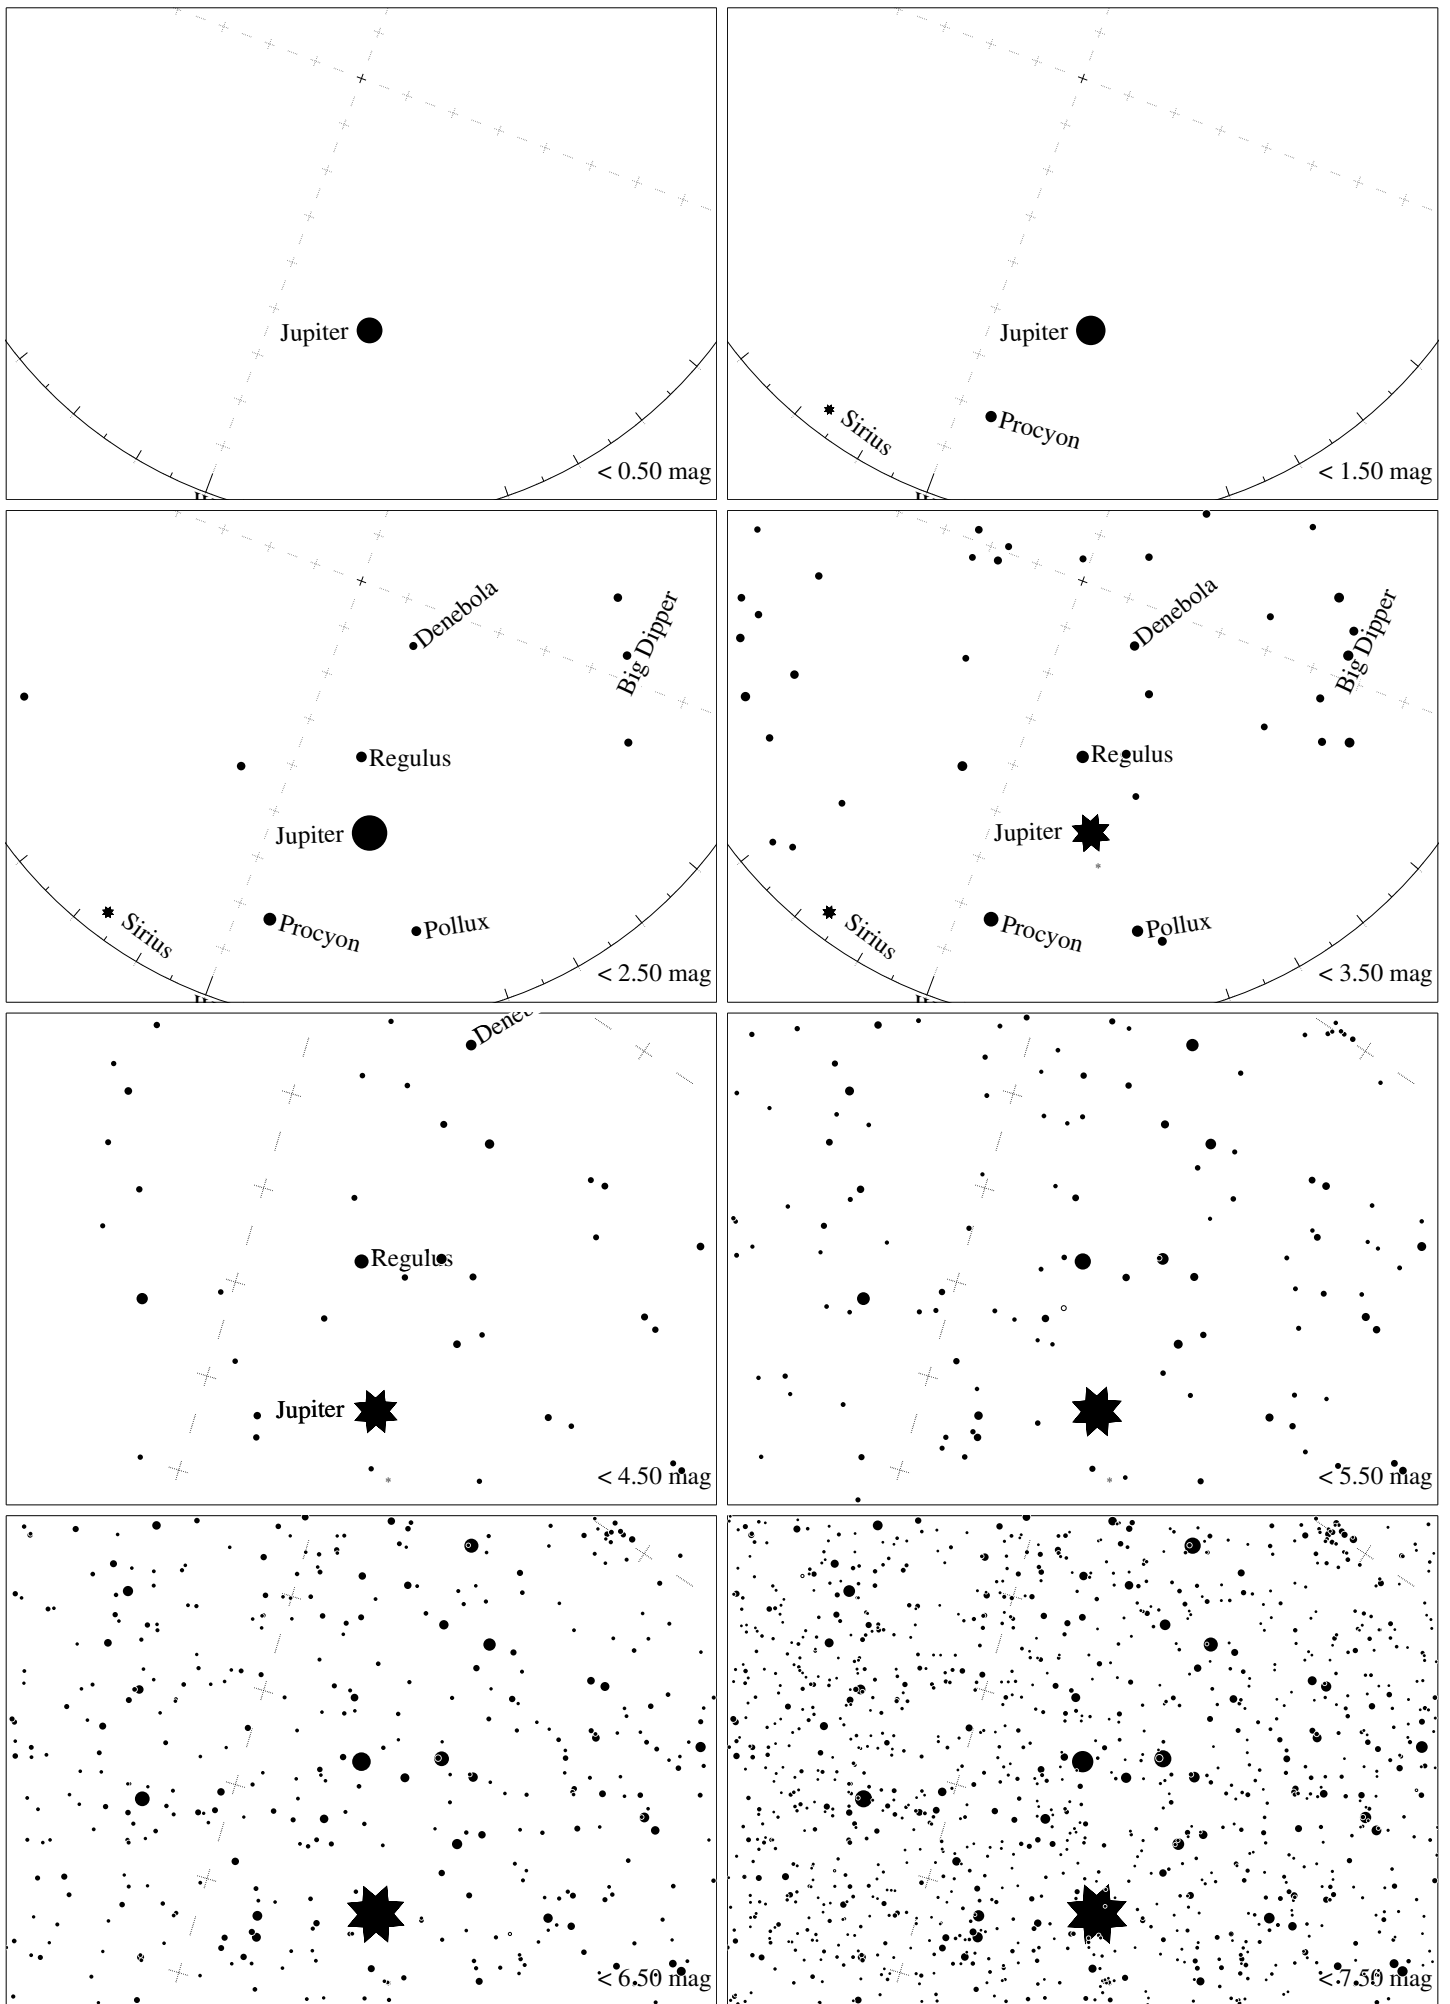 Jupiter
< 0.50 mag
Jupiter
Sirius
Procyon
< 1.50 mag
Denebola
Big Dipper
Regulus
Jupiter
Sirius
Procyon
Pollux
< 2.50 mag
Denebola
Big Dipper
Regulus
Jupiter
Sirius
Procyon
Pollux
< 3.50 mag
Regulus
Jupiter
< 4.50 mag
< 5.50 mag
< 6.50 mag
< 7.50 mag